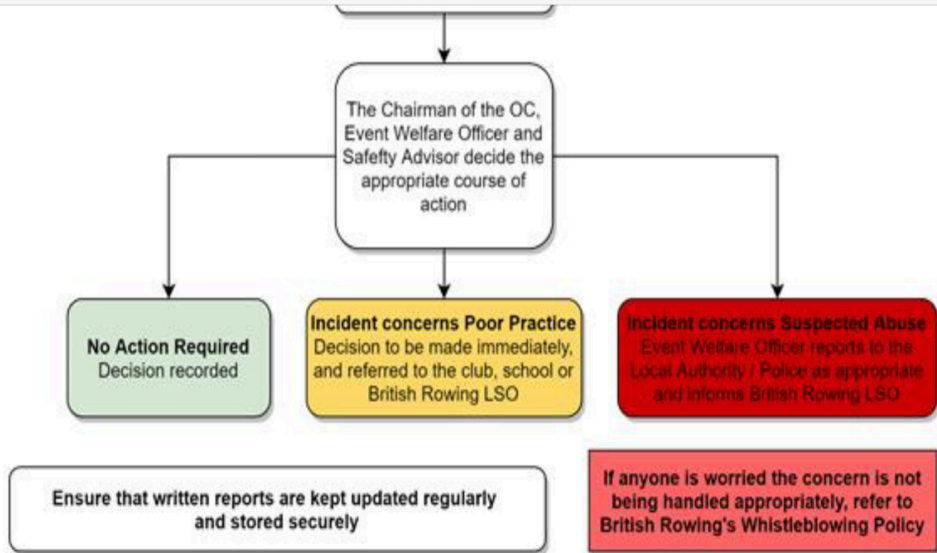 The Chairman of the OC,
Event Welfare Officer and
Safefty Advisor decide the
appropriate course of
action
No Action Required
Decision recorded
Incident concerns Poor Practice
Decision to be made immediately,
and referred to the club, school or
British Rowing LSO
Incident concerns Suspected Abuse
Event Welfare Officer reports to the
Local Authority / Police as appropriate
and informs British Rowing LSO
Ensure that written reports are kept updated regularly
and stored securely
If anyone is worried the concern is not
being handled appropriately, refer to
British Rowing's Whistleblowing Policy